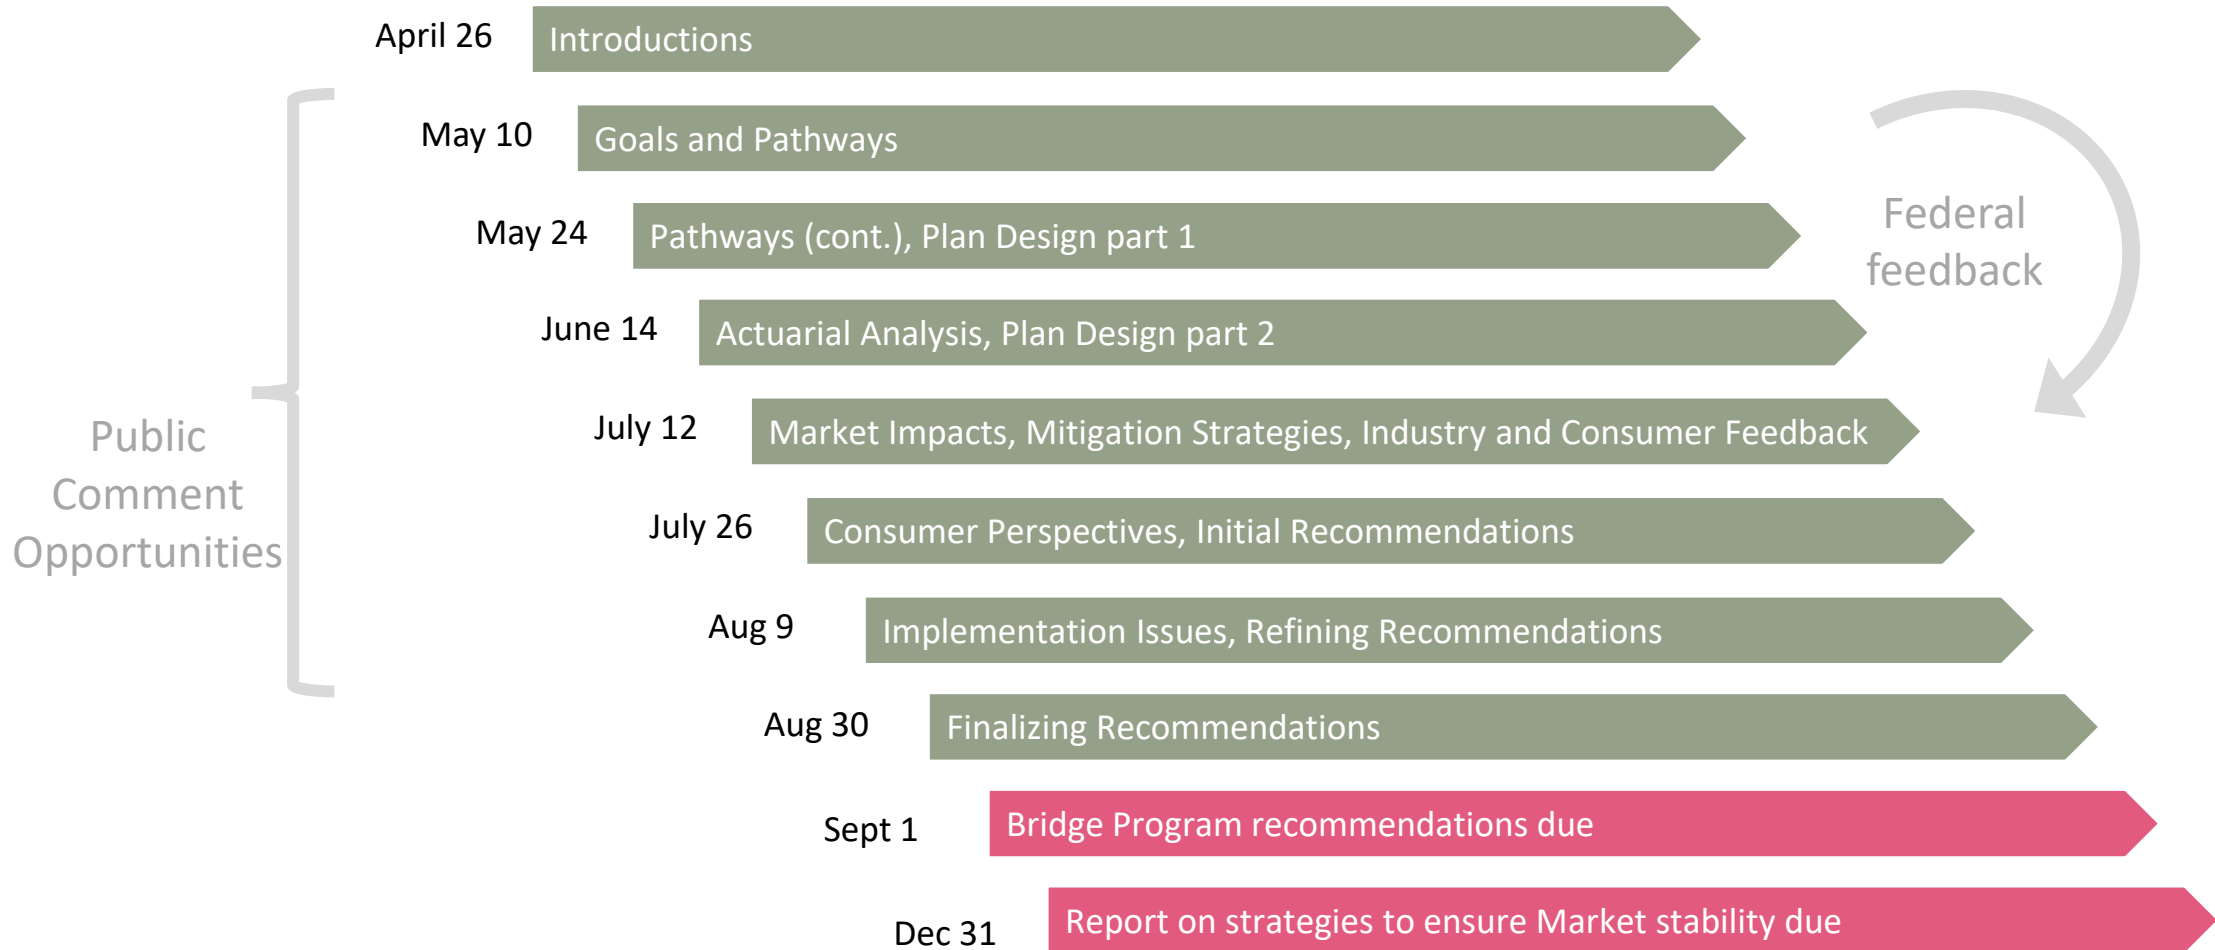 April 26
Introductions
May 10
Goals and Pathways
May 24
Pathways (cont.), Plan Design part 1
Federal
feedback
June 14
Actuarial Analysis, Plan Design part 2
July 12
Market Impacts, Mitigation Strategies, Industry and Consumer Feedback
Public
Comment
Opportunities
July 26
Consumer Perspectives, Initial Recommendations
Aug 9
Implementation Issues, Refining Recommendations
Aug 30
Finalizing Recommendations
Sept 1
Bridge Program recommendations due
Dec 31
Report on strategies to ensure Market stability due